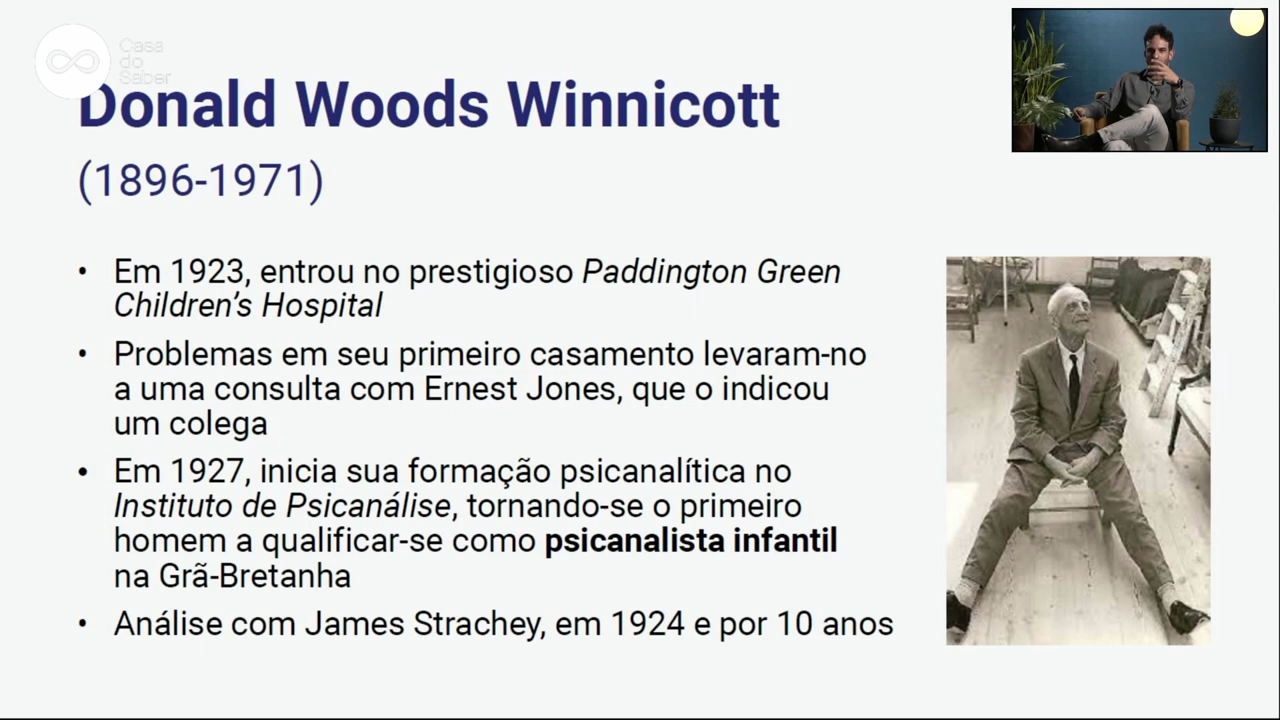 Casa
do
Saber
Donald Woods Winnicott
(1896-1971)
• Em 1923, entrou no prestigioso Paddington Green
Children’s Hospital
• Problemas em seu primeiro casamento levaram-no
a uma consulta com Ernest Jones, que o indicou
um colega
• Em 1927, inicia sua formação psicanalítica no
Instituto de Psicanálise, tornando-se o primeiro
homem a qualificar-se como psicanalista infantil
na Grã-Bretanha
• Análise com James Strachey, em 1924 e por 10 anos